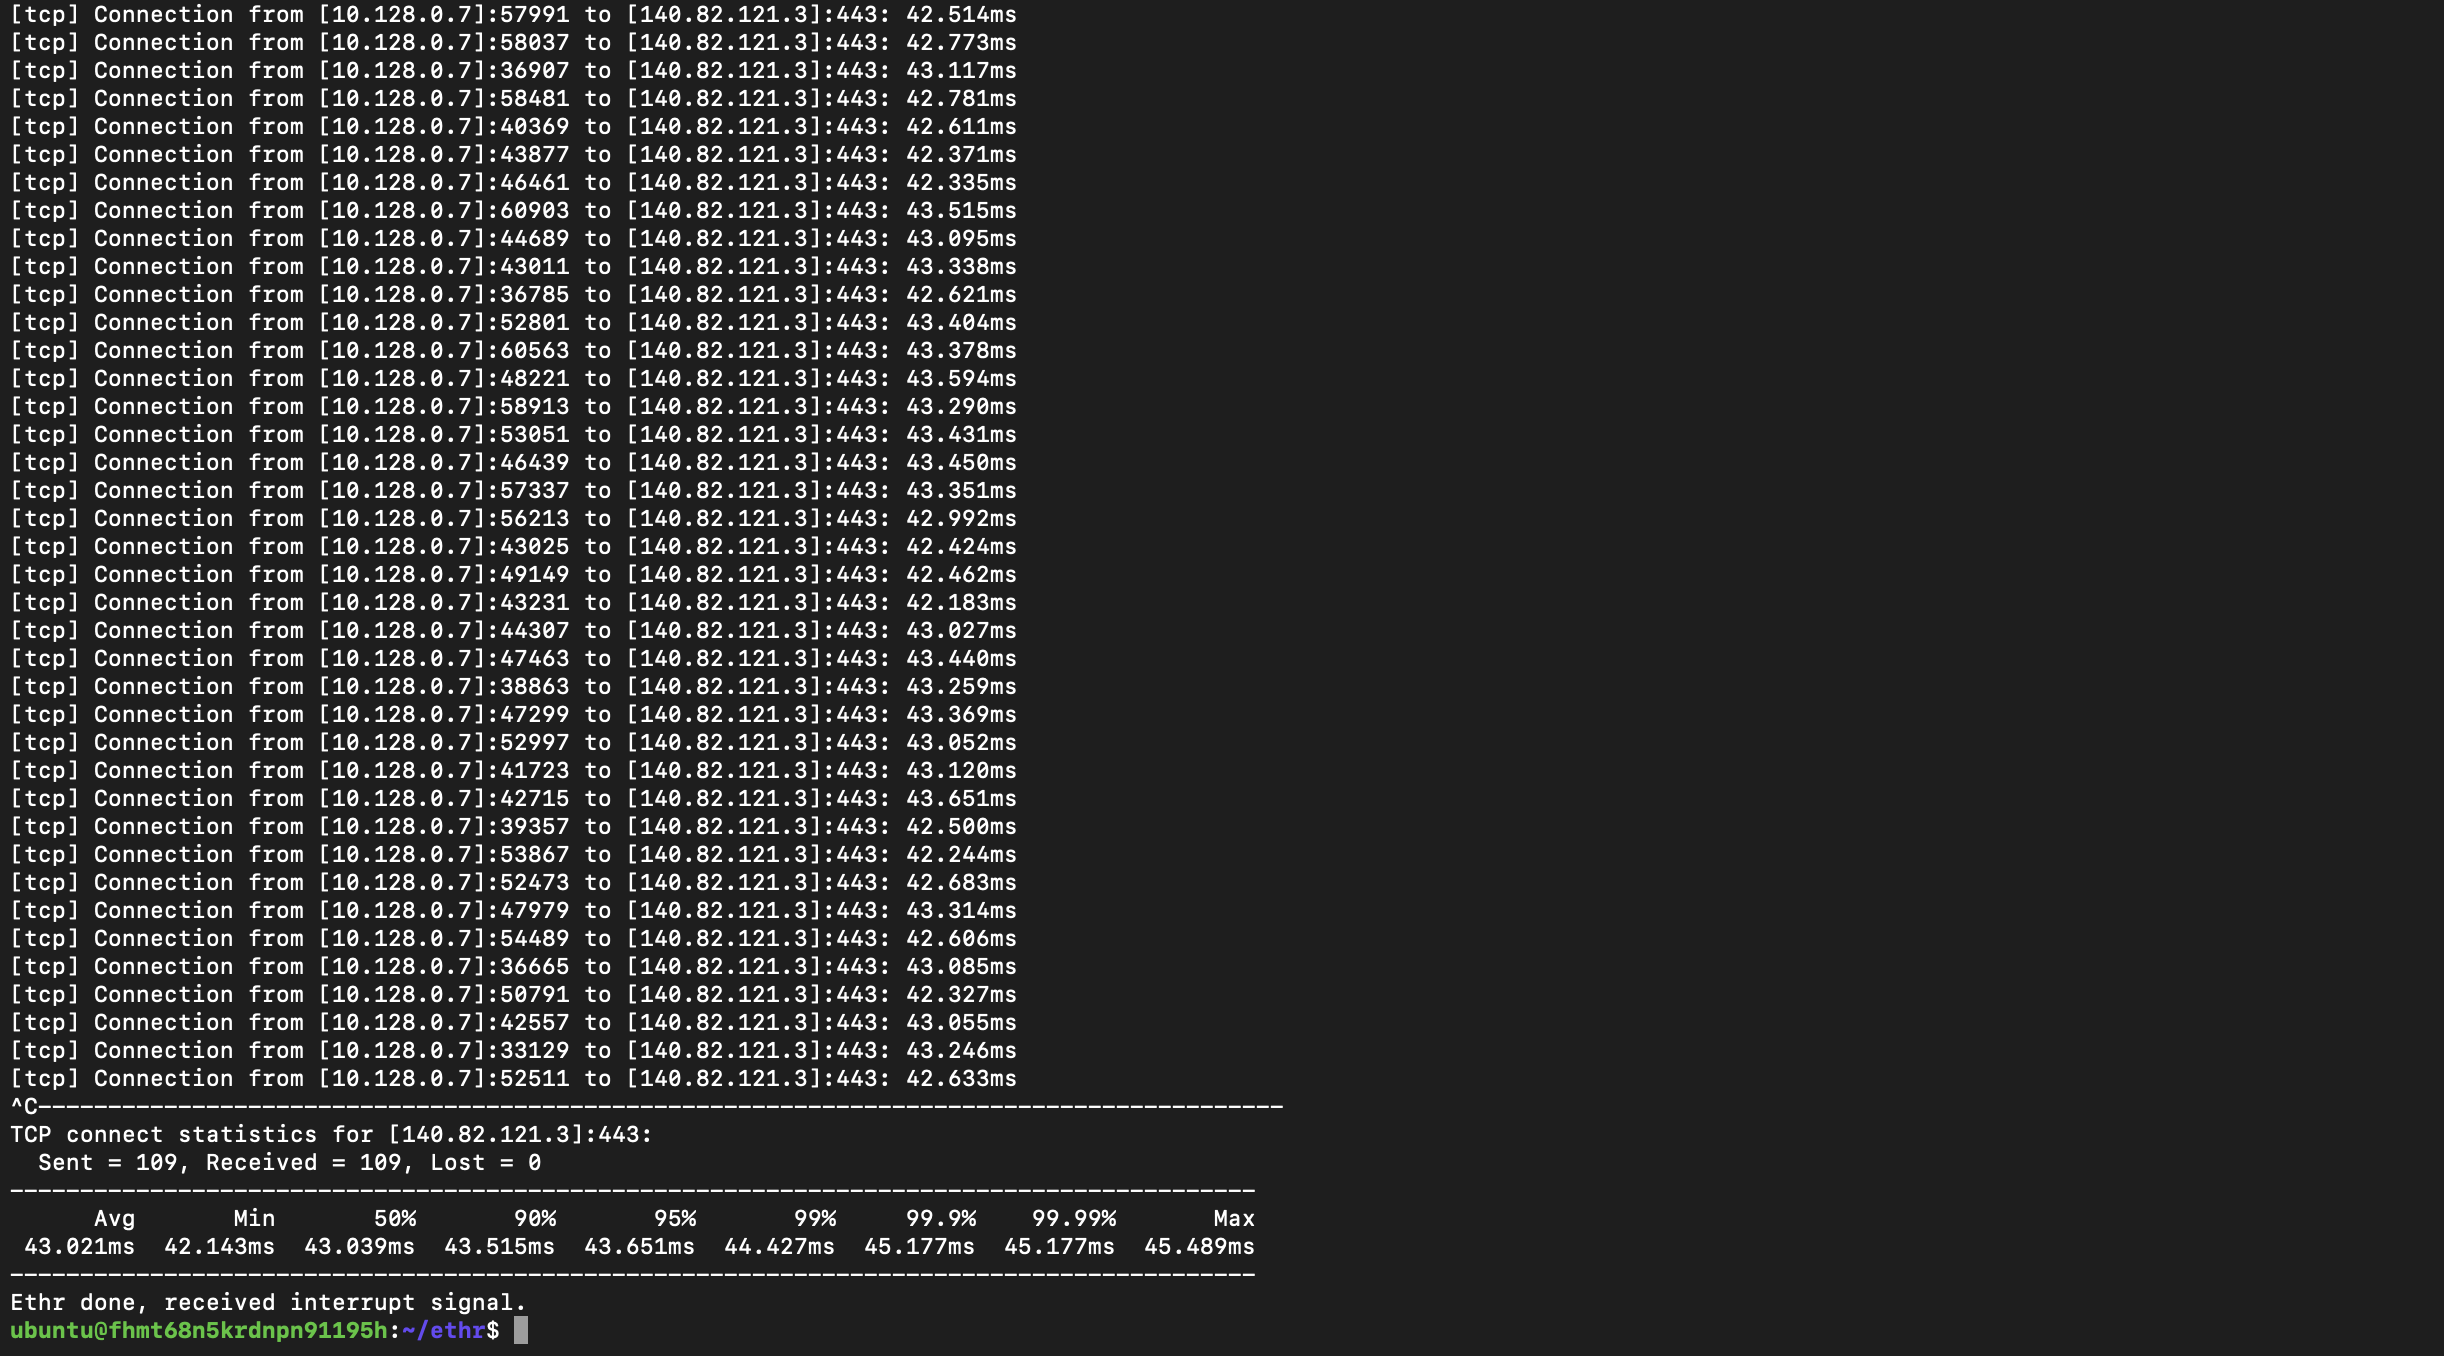 [tcp] Connection from [10.128.0.7]:57991 to [140.82.121.3]:443: 42.514ms
[tcp] Connection from [10.128.0.7]:58037 to [140.82.121.3]:443: 42.773ms
[tcp] Connection from [10.128.0.7]:36907 to [140.82.121.3]:443: 43.117ms
[tcp] Connection from [10.128.0.7]:58481 to [140.82.121.3]:443: 42.781ms
[tcp] Connection from [10.128.0.7]:40369 to [140.82.121.3]:443: 42.611ms
[tcp] Connection from [10.128.0.7]:43877 to [140.82.121.3]:443: 42.371ms
[tcp] Connection from [10.128.0.7]:46461 to [140.82.121.3]:443: 42.335ms
[tcp] Connection from [10.128.0.7]:60903 to [140.82.121.3]:443: 43.515ms
[tcp] Connection from [10.128.0.7]:44689 to [140.82.121.3]:443: 43.095ms
[tcp] Connection from [10.128.0.7]:43011 to [140.82.121.3]:443: 43.338ms
[tcp] Connection from [10.128.0.7]:36785 to [140.82.121.3]:443: 42.621ms
[tcp] Connection from [10.128.0.7]:52801 to [140.82.121.3]:443: 43.404ms
[tcp] Connection from [10.128.0.7]:60563 to [140.82.121.3]:443: 43.378ms
[tcp] Connection from [10.128.0.7]:48221 to [140.82.121.3]:443: 43.594ms
[tcp] Connection from [10.128.0.7]:58913 to [140.82.121.3]:443: 43.290ms
[tcp] Connection from [10.128.0.7]:53051 to [140.82.121.3]:443: 43.431ms
[tcp] Connection from [10.128.0.7]:46439 to [140.82.121.3]:443: 43.450ms
[tcp] Connection from [10.128.0.7]:57337 to [140.82.121.3]:443: 43.351ms
[tcp] Connection from [10.128.0.7]:56213 to [140.82.121.3]:443: 42.992ms
[tcp] Connection from [10.128.0.7]:43025 to [140.82.121.3]:443: 42.424ms
[tcp] Connection from [10.128.0.7]:49149 to [140.82.121.3]:443: 42.462ms
[tcp] Connection from [10.128.0.7]:43231 to [140.82.121.3]:443: 42.183ms
[tcp] Connection from [10.128.0.7]:44307 to [140.82.121.3]:443: 43.027ms
[tcp] Connection from [10.128.0.7]:47463 to [140.82.121.3]:443: 43.440ms
[tcp] Connection from [10.128.0.7]:38863 to [140.82.121.3]:443: 43.259ms
[tcp] Connection from [10.128.0.7]:47299 to [140.82.121.3]:443: 43.369ms
[tcp] Connection from [10.128.0.7]:52997 to [140.82.121.3]:443: 43.052ms
[tcp] Connection from [10.128.0.7]:41723 to [140.82.121.3]:443: 43.120ms
[tcp] Connection from [10.128.0.7]:42715 to [140.82.121.3]:443: 43.651ms
[tcp] Connection from [10.128.0.7]:39357 to [140.82.121.3]:443: 42.500ms
[tcp] Connection from [10.128.0.7]:53867 to [140.82.121.3]:443: 42.244ms
[tcp] Connection from [10.128.0.7]:52473 to [140.82.121.3]:443: 42.683ms
[tcp] Connection from [10.128.0.7]:47979 to [140.82.121.3]:443: 43.314ms
[tcp] Connection from [10.128.0.7]:54489 to [140.82.121.3]:443: 42.606ms
[tcp] Connection from [10.128.0.7]:36665 to [140.82.121.3]:443: 43.085ms
[tcp] Connection from [10.128.0.7]:50791 to [140.82.121.3]:443: 42.327ms
[tcp] Connection from [10.128.0.7]:42557 to [140.82.121.3]:443: 43.055ms
[tcp] Connection from [10.128.0.7]:33129 to [140.82.121.3]:443: 43.246ms
[tcp] Connection from [10.128.0.7]:52511 to [140.82.121.3]:443: 42.633ms
^C-----------------------------------------------------------------------------------------
TCP connect statistics for [140.82.121.3]:443:
  Sent = 109, Received = 109, Lost = 0
-----------------------------------------------------------------------------------------
      Avg       Min       50%       90%       95%       99%     99.9%    99.99%       Max
 43.021ms  42.143ms  43.039ms  43.515ms  43.651ms  44.427ms  45.177ms  45.177ms  45.489ms
-----------------------------------------------------------------------------------------
Ethr done, received interrupt signal.
ubuntu@fhmt68n5krdnpn91195h:~/ethr$